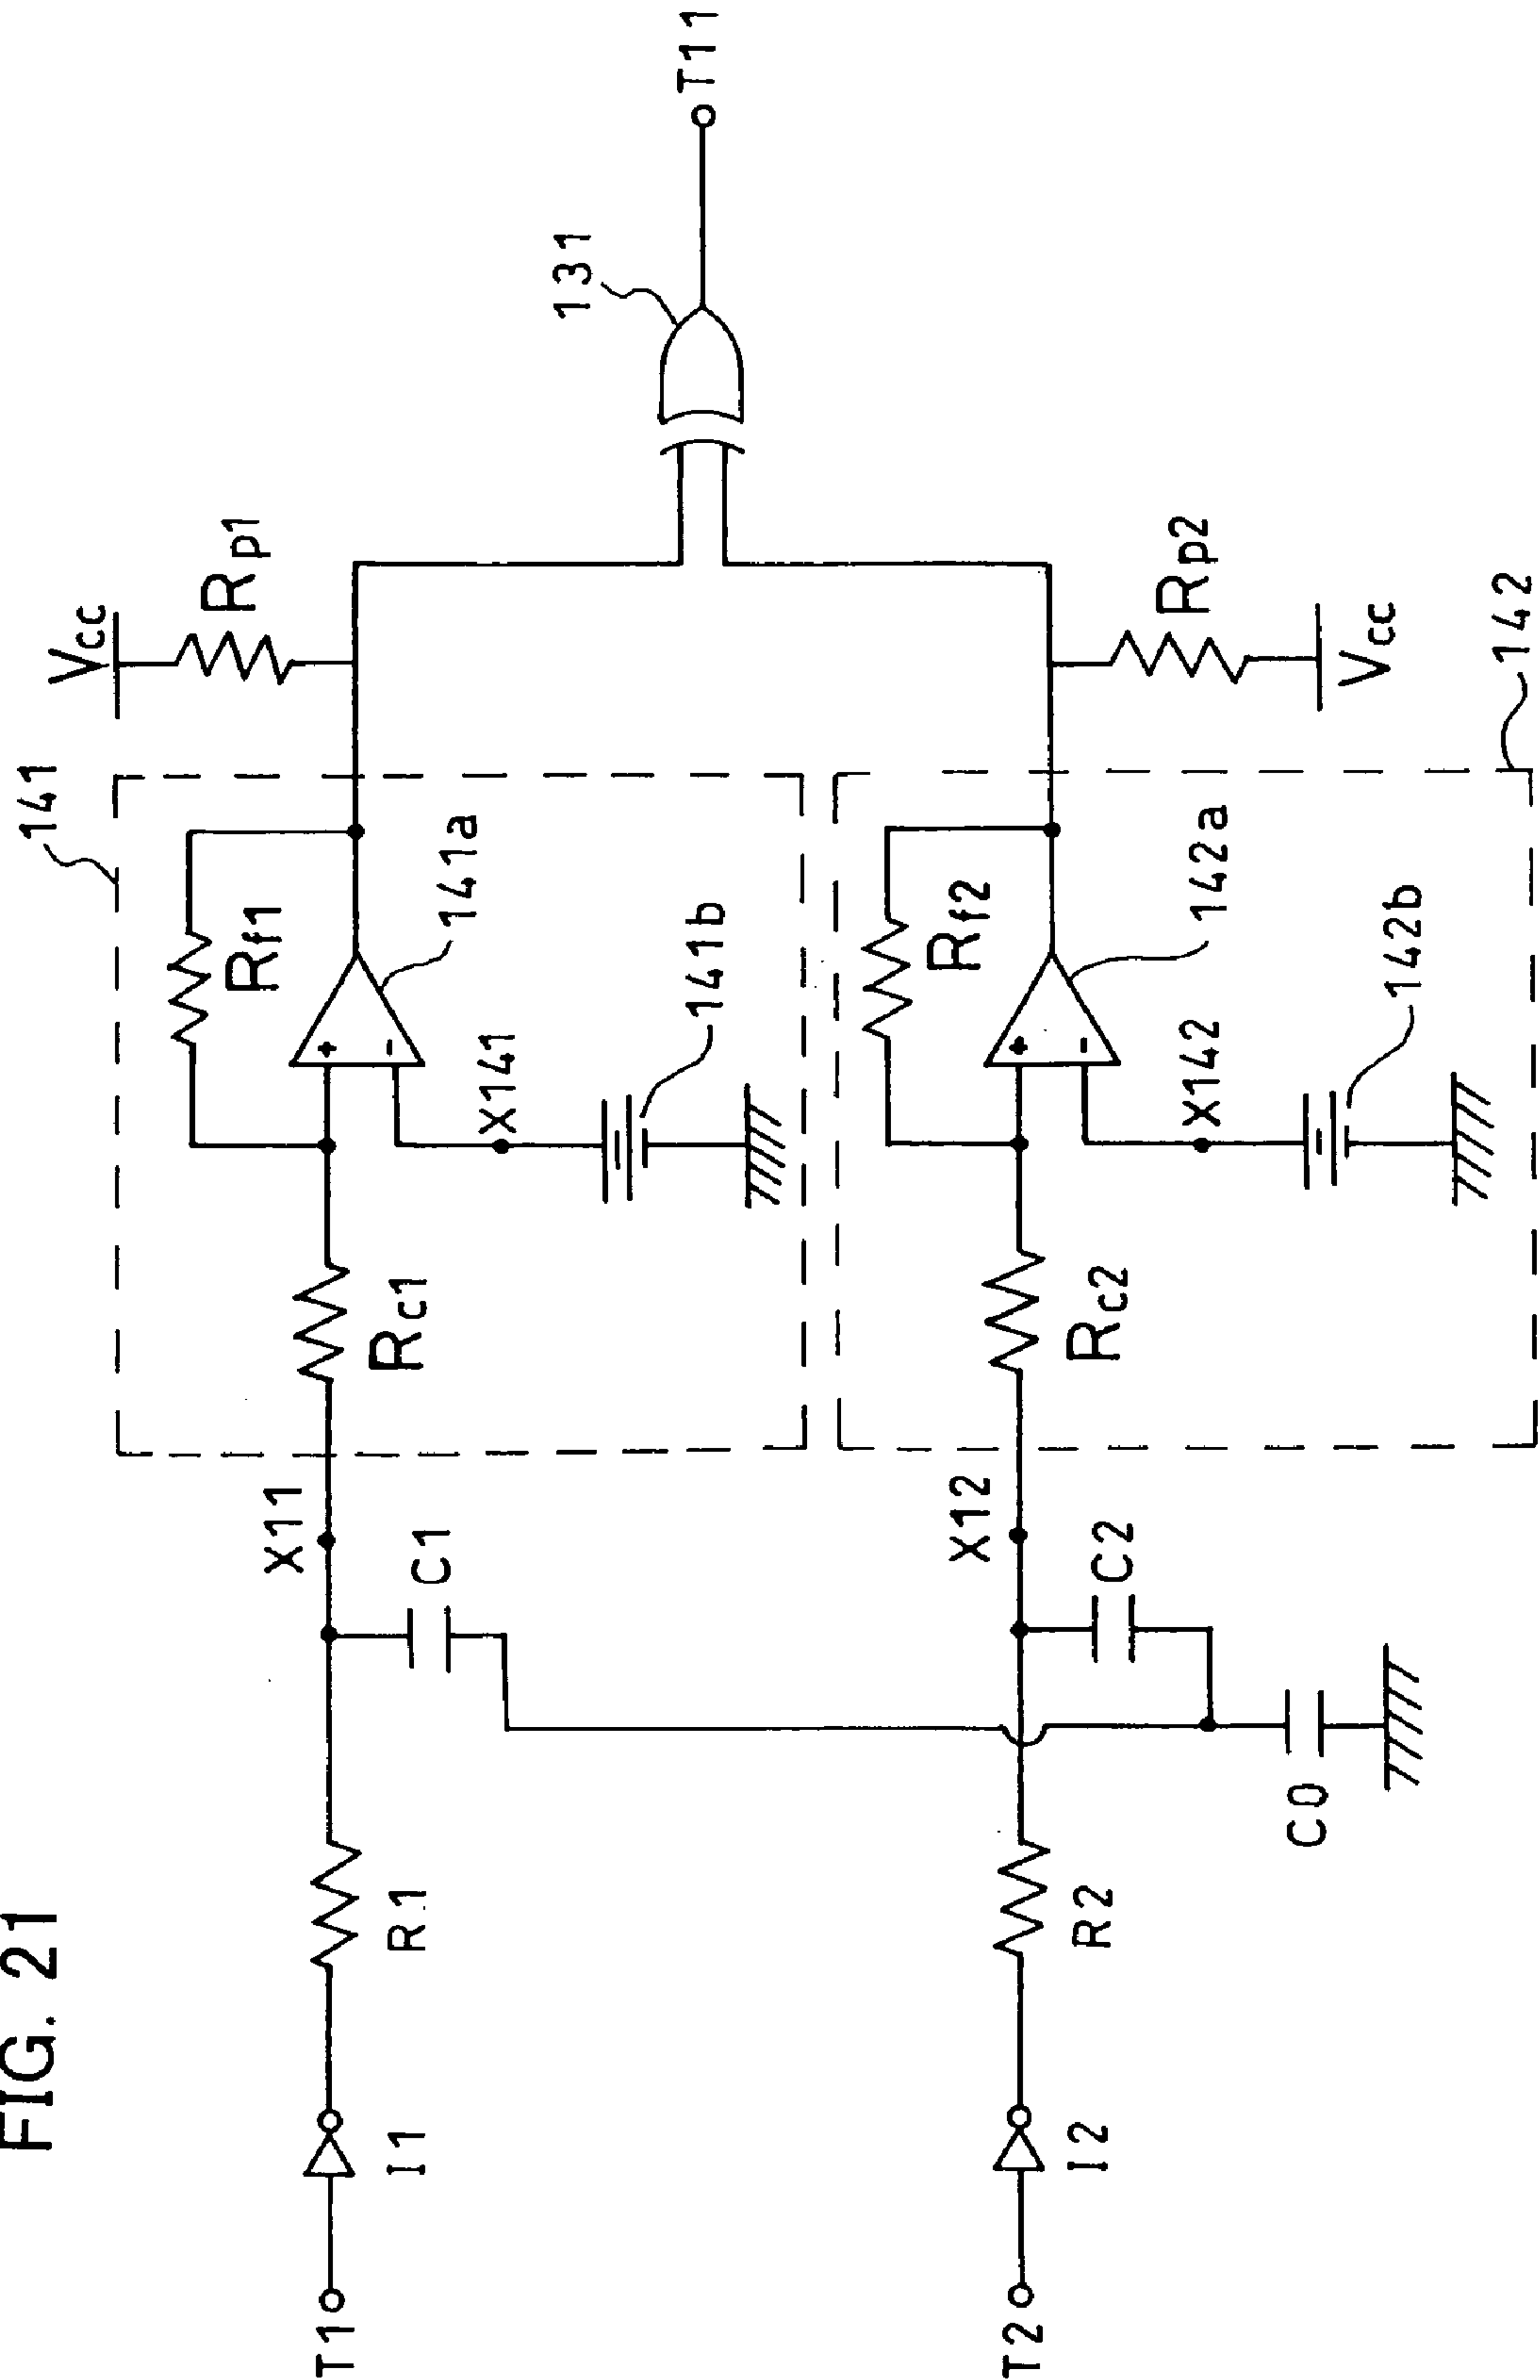 FIG. 21
141
Vcc
Rp1
Rf1
141a
X141
141b
Rc1
X11
C1
R1
I1
T1
131
T11
Rf2
142a
X142
142b
Rc2
X12
C2
C0
R2
I2
T2
Rp2
Vcc
142
+
-
+
-